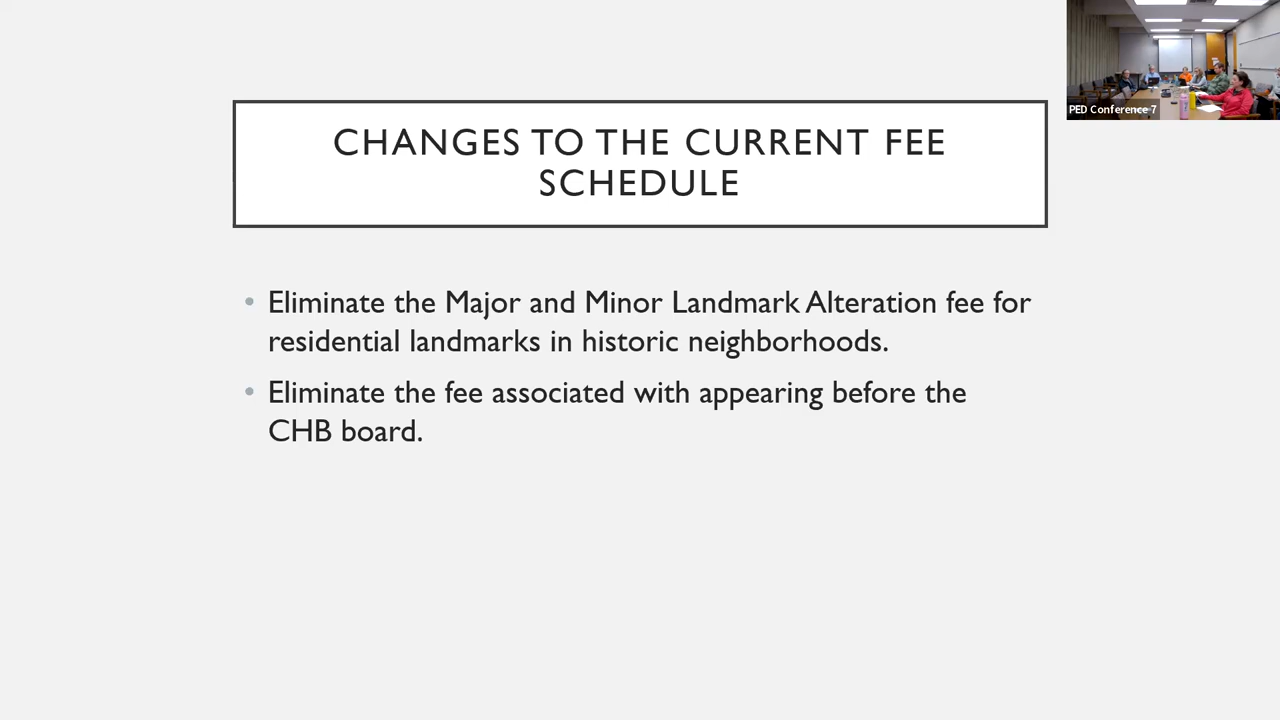 CHANGES TO THE CURRENT FEE
SCHEDULE
• Eliminate the Major and Minor Landmark Alteration fee for
residential landmarks in historic neighborhoods.
• Eliminate the fee associated with appearing before the
CHB board.
PED Conference 7